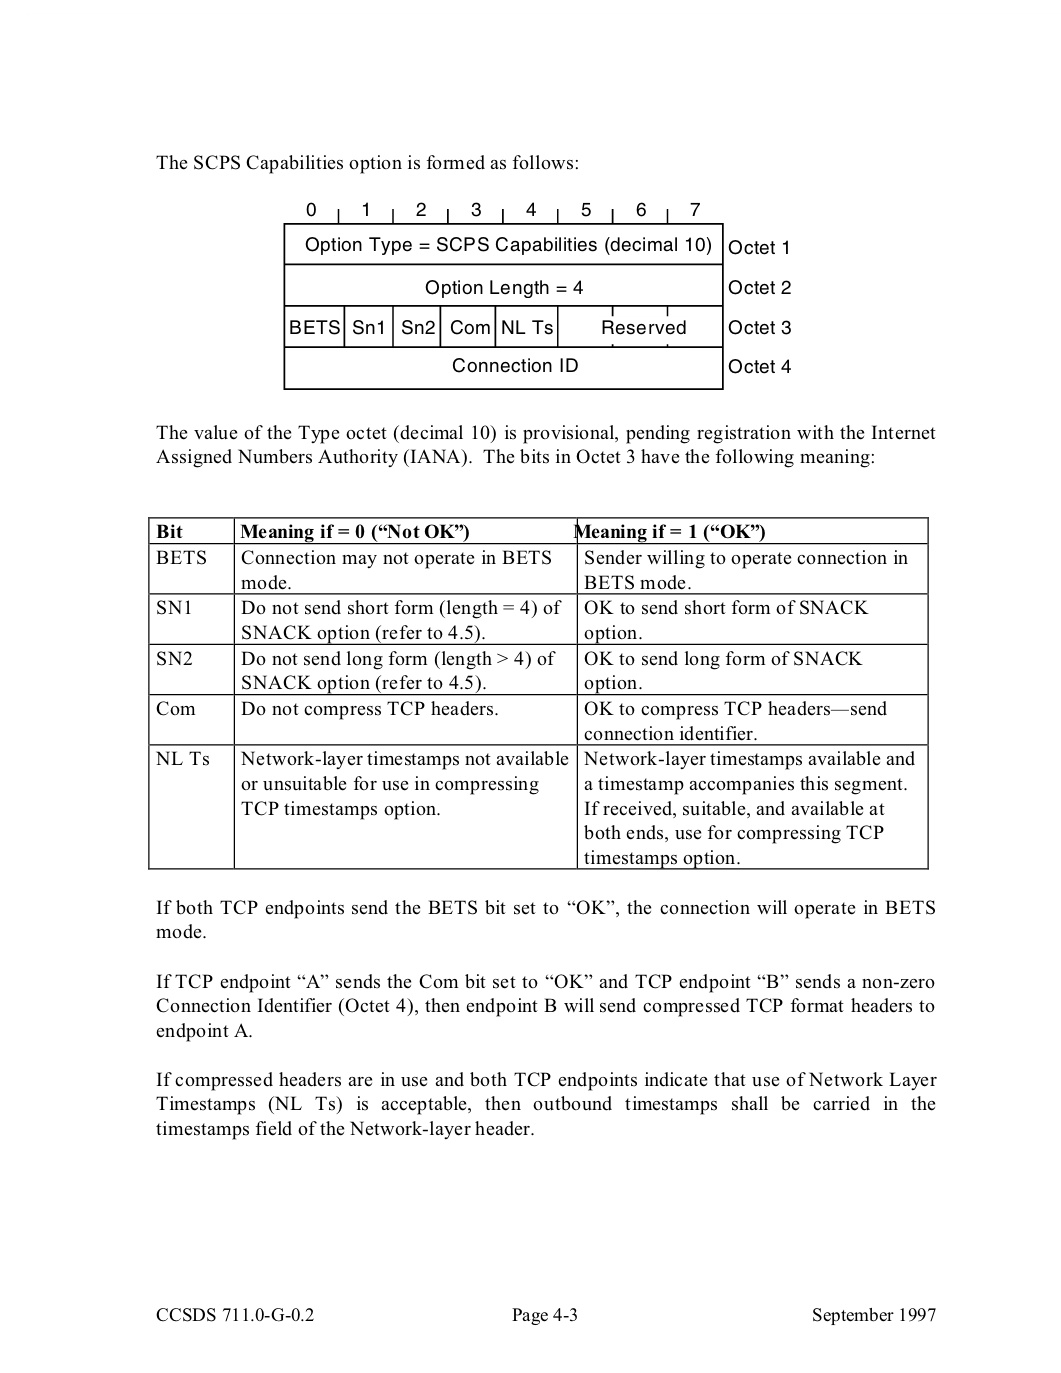 The SCPS Capabilities option is formed as follows:
0 1 2 3 4 5 6 7
Option Type = SCPS Capabilities (decimal 10) Octet 1
Option Length = 4 Octet 2
BETS Sn1 Sn2 Com NL Ts Reserved Octet 3
Connection ID Octet 4
The value of the Type octet (decimal 10) is provisional, pending registration with the Internet
Assigned Numbers Authority (IANA). The bits in Octet 3 have the following meaning:
Bit Meaning if = 0 (“Not OK”) Meaning if = 1 (“OK”)
BETS Connection may not operate in BETS Sender willing to operate connection in
mode. BETS mode.
SN1 Do not send short form (length = 4) of OK to send short form of SNACK
SNACK option (refer to 4.5). option.
SN2 Do not send long form (length > 4) of OK to send long form of SNACK
SNACK option (refer to 4.5). option.
Com Do not compress TCP headers. OK to compress TCP headers—send
connection identifier.
NL Ts Network-layer timestamps not available Network-layer timestamps available and
or unsuitable for use in compressing a timestamp accompanies this segment.
TCP timestamps option. If received, suitable, and available at
both ends, use for compressing TCP
timestamps option.
If both TCP endpoints send the BETS bit set to “OK”, the connection will operate in BETS
mode.
If TCP endpoint “A” sends the Com bit set to “OK” and TCP endpoint “B” sends a non-zero
Connection Identifier (Octet 4), then endpoint B will send compressed TCP format headers to
endpoint A.
If compressed headers are in use and both TCP endpoints indicate that use of Network Layer
Timestamps (NL Ts) is acceptable, then outbound timestamps shall be carried in the
timestamps field of the Network-layer header.
CCSDS 711.0-G-0.2 Page 4-3 September 1997